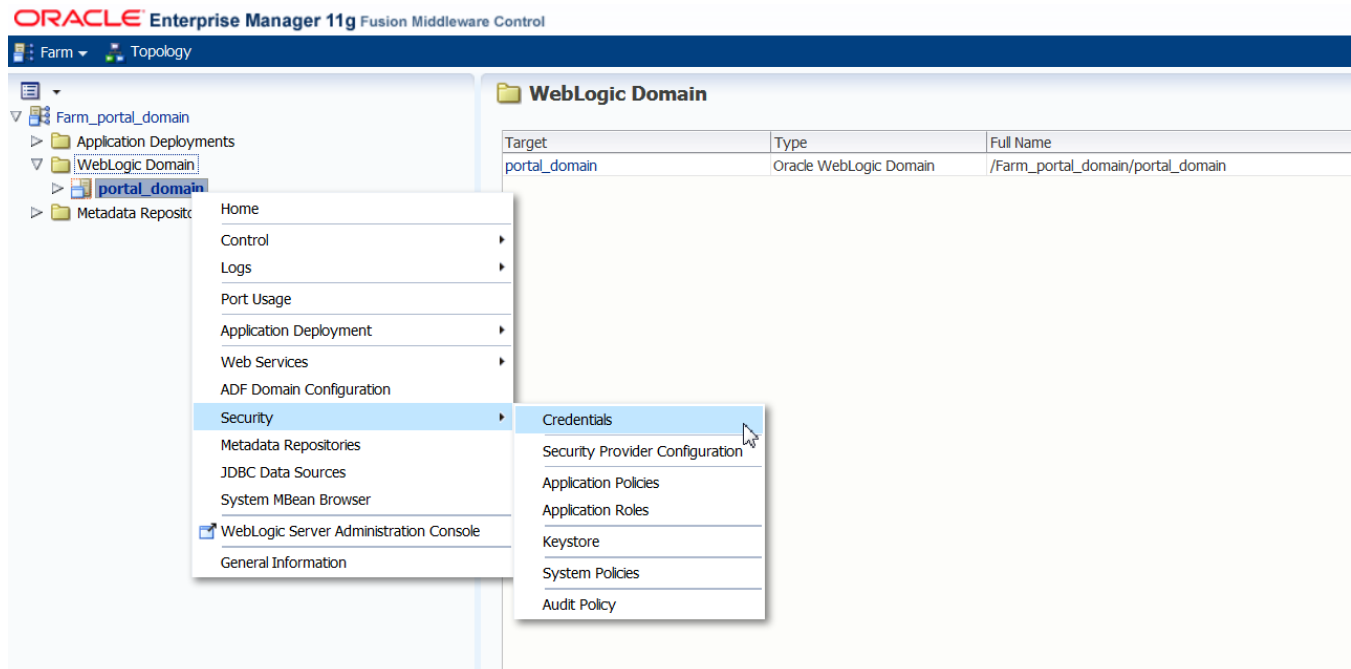 ORACLE Enterprise Manager 11g Fusion Middleware Control
Farm Topology
Farm_portal_domain
Application Deployments
WebLogic Domain
portal_domain
Metadata
WebLogic Domain
Target Type Full Name
portal_domain Oracle WebLogic Domain /Farm_portal_domain/portal_domain
Home
Control
Logs
Port Usage
Application Deployment
Web Services
ADF Domain Configuration
Security
Metadata Repositories
JDBC Data Sources
System MBean Browser
WebLogic Server Administration Console
General Information
Credentials
Security Provider Configuration
Application Policies
Application Roles
Keystore
System Policies
Audit Policy